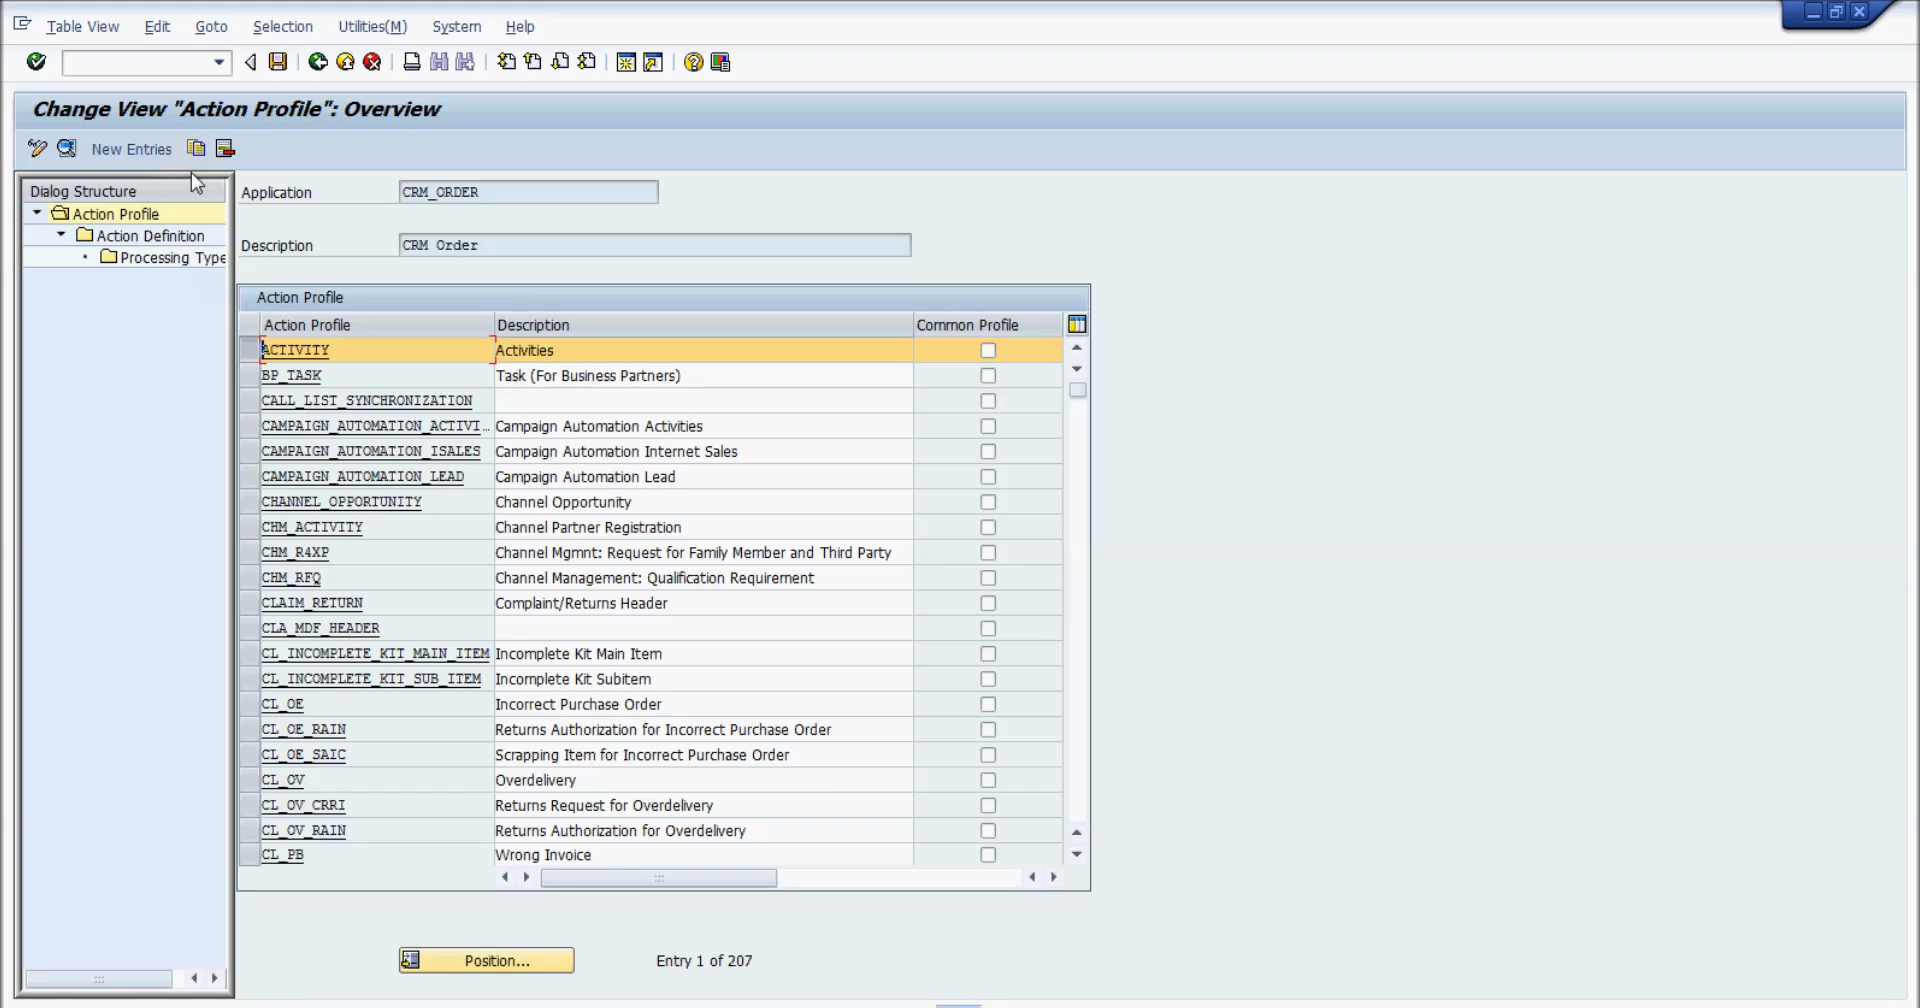 Table View Edit Goto Selection Utilities(M) System Help
Change View "Action Profile": Overview
New Entries
Dialog Structure
Action Profile
Action Definition
Processing Type
Application CRM_ORDER
Description CRM Order
Action Profile
Action Profile Description Common Profile
ACTIVITY Activities
BP_TASK Task (For Business Partners)
CALL_LIST_SYNCHRONIZATION
CAMPAIGN_AUTOMATION_ACTIVI… Campaign Automation Activities
CAMPAIGN_AUTOMATION_ISALES Campaign Automation Internet Sales
CAMPAIGN_AUTOMATION_LEAD Campaign Automation Lead
CHANNEL_OPPORTUNITY Channel Opportunity
CHM_ACTIVITY Channel Partner Registration
CHM_R4XP Channel Mgmnt: Request for Family Member and Third Party
CHM_RFQ Channel Management: Qualification Requirement
CLAIM_RETURN Complaint/Returns Header
CLA_MDF_HEADER
CL_INCOMPLETE_KIT_MAIN_ITEM Incomplete Kit Main Item
CL_INCOMPLETE_KIT_SUB_ITEM Incomplete Kit Subitem
CL_OE Incorrect Purchase Order
CL_OE_RAIN Returns Authorization for Incorrect Purchase Order
CL_OE_SAIC Scrapping Item for Incorrect Purchase Order
CL_OV Overdelivery
CL_OV_CRRI Returns Request for Overdelivery
CL_OV_RAIN Returns Authorization for Overdelivery
CL_PB Wrong Invoice
Position... Entry 1 of 207